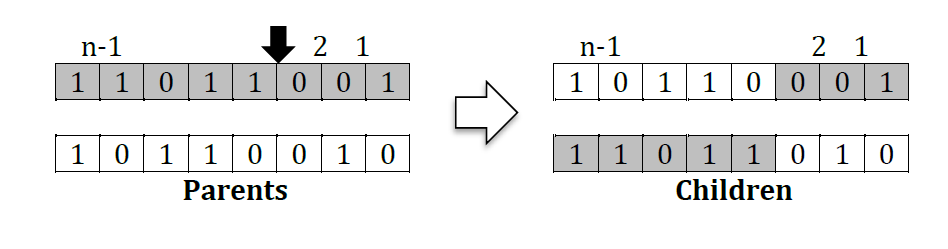 n-1 2 1
1 1 0 1 1 0 0 1
1 0 1 1 0 0 1 0
Parents
n-1 2 1
1 0 1 1 0 0 0 1
1 1 0 1 1 0 1 0
Children